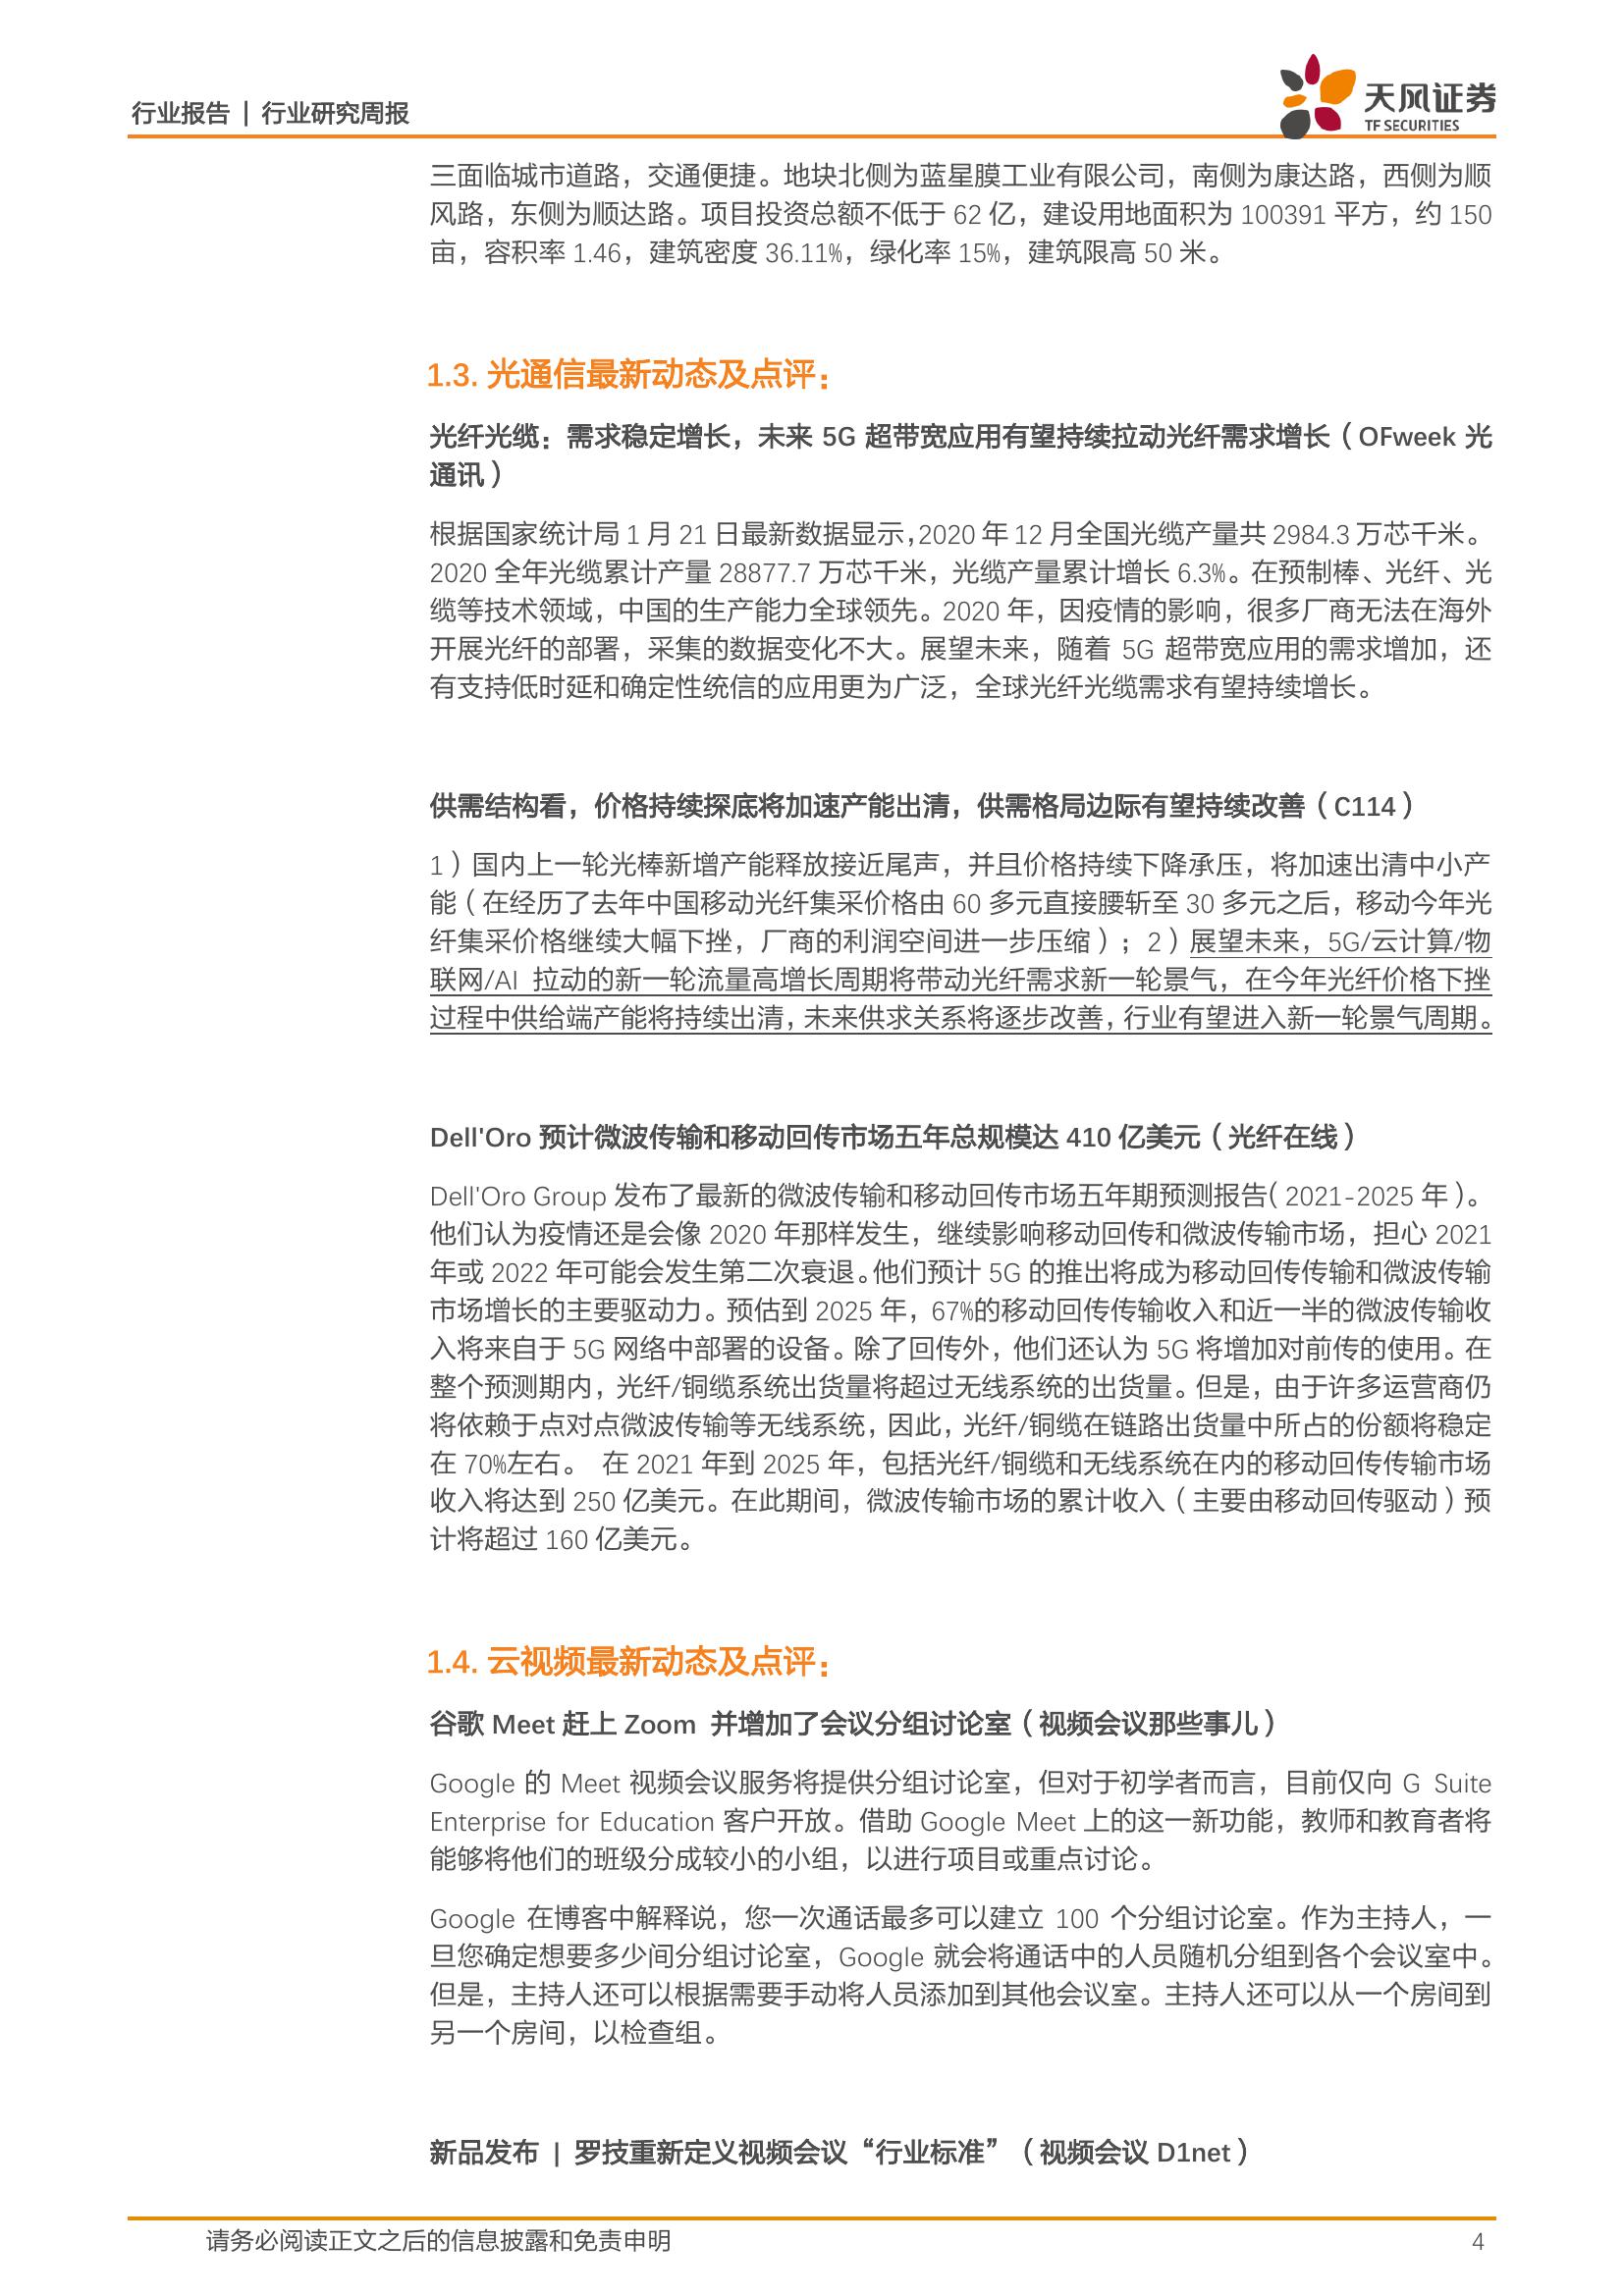 行业报告 | 行业研究周报
天风证券
TF SECURITIES
三面临城市道路，交通便捷。地块北侧为蓝星膜工业有限公司，南侧为康达路，西侧为顺
风路，东侧为顺达路。项目投资总额不低于 62 亿，建设用地面积为 100391 平方，约 150
亩，容积率 1.46，建筑密度 36.11%，绿化率 15%，建筑限高 50 米。
1.3. 光通信最新动态及点评：
光纤光缆：需求稳定增长，未来 5G 超带宽应用有望持续拉动光纤需求增长（OFweek 光
通讯）
根据国家统计局 1 月 21 日最新数据显示，2020 年 12 月全国光缆产量共 2984.3 万芯千米。
2020 全年光缆累计产量 28877.7 万芯千米，光缆产量累计增长 6.3%。在预制棒、光纤、光
缆等技术领域，中国的生产能力全球领先。2020 年，因疫情的影响，很多厂商无法在海外
开展光纤的部署，采集的数据变化不大。展望未来，随着 5G 超带宽应用的需求增加，还
有支持低时延和确定性统信的应用更为广泛，全球光纤光缆需求有望持续增长。
供需结构看，价格持续探底将加速产能出清，供需格局边际有望持续改善（C114）
1）国内上一轮光棒新增产能释放接近尾声，并且价格持续下降承压，将加速出清中小产
能（在经历了去年中国移动光纤集采价格由 60 多元直接腰斩至 30 多元之后，移动今年光
纤集采价格继续大幅下挫，厂商的利润空间进一步压缩）；2）展望未来，5G/云计算/物
联网/AI 拉动的新一轮流量高增长周期将带动光纤需求新一轮景气，在今年光纤价格下挫
过程中供给端产能将持续出清，未来供求关系将逐步改善，行业有望进入新一轮景气周期。
Dell'Oro 预计微波传输和移动回传市场五年总规模达 410 亿美元（光纤在线）
Dell'Oro Group 发布了最新的微波传输和移动回传市场五年期预测报告（2021-2025 年）。
他们认为疫情还是会像 2020 年那样发生，继续影响移动回传和微波传输市场，担心 2021
年或 2022 年可能会发生第二次衰退。他们预计 5G 的推出将成为移动回传传输和微波传输
市场增长的主要驱动力。预估到 2025 年，67%的移动回传传输收入和近一半的微波传输收
入将来自于 5G 网络中部署的设备。除了回传外，他们还认为 5G 将增加对前传的使用。在
整个预测期内，光纤/铜缆系统出货量将超过无线系统的出货量。但是，由于许多运营商仍
将依赖于点对点微波传输等无线系统，因此，光纤/铜缆在链路出货量中所占的份额将稳定
在 70%左右。 在 2021 年到 2025 年，包括光纤/铜缆和无线系统在内的移动回传传输市场
收入将达到 250 亿美元。在此期间，微波传输市场的累计收入（主要由移动回传驱动）预
计将超过 160 亿美元。
1.4. 云视频最新动态及点评：
谷歌 Meet 赶上 Zoom 并增加了会议分组讨论室（视频会议那些事儿）
Google 的 Meet 视频会议服务将提供分组讨论室，但对于初学者而言，目前仅向 G Suite
Enterprise for Education 客户开放。借助 Google Meet 上的这一新功能，教师和教育者将
能够将他们的班级分成较小的小组，以进行项目或重点讨论。
Google 在博客中解释说，您一次通话最多可以建立 100 个分组讨论室。作为主持人，一
旦您确定想要多少间分组讨论室，Google 就会将通话中的人员随机分组到各个会议室中。
但是，主持人还可以根据需要手动将人员添加到其他会议室。主持人还可以从一个房间到
另一个房间，以检查组。
新品发布 | 罗技重新定义视频会议“行业标准”（视频会议 D1net）
请务必阅读正文之后的信息披露和免责申明
4